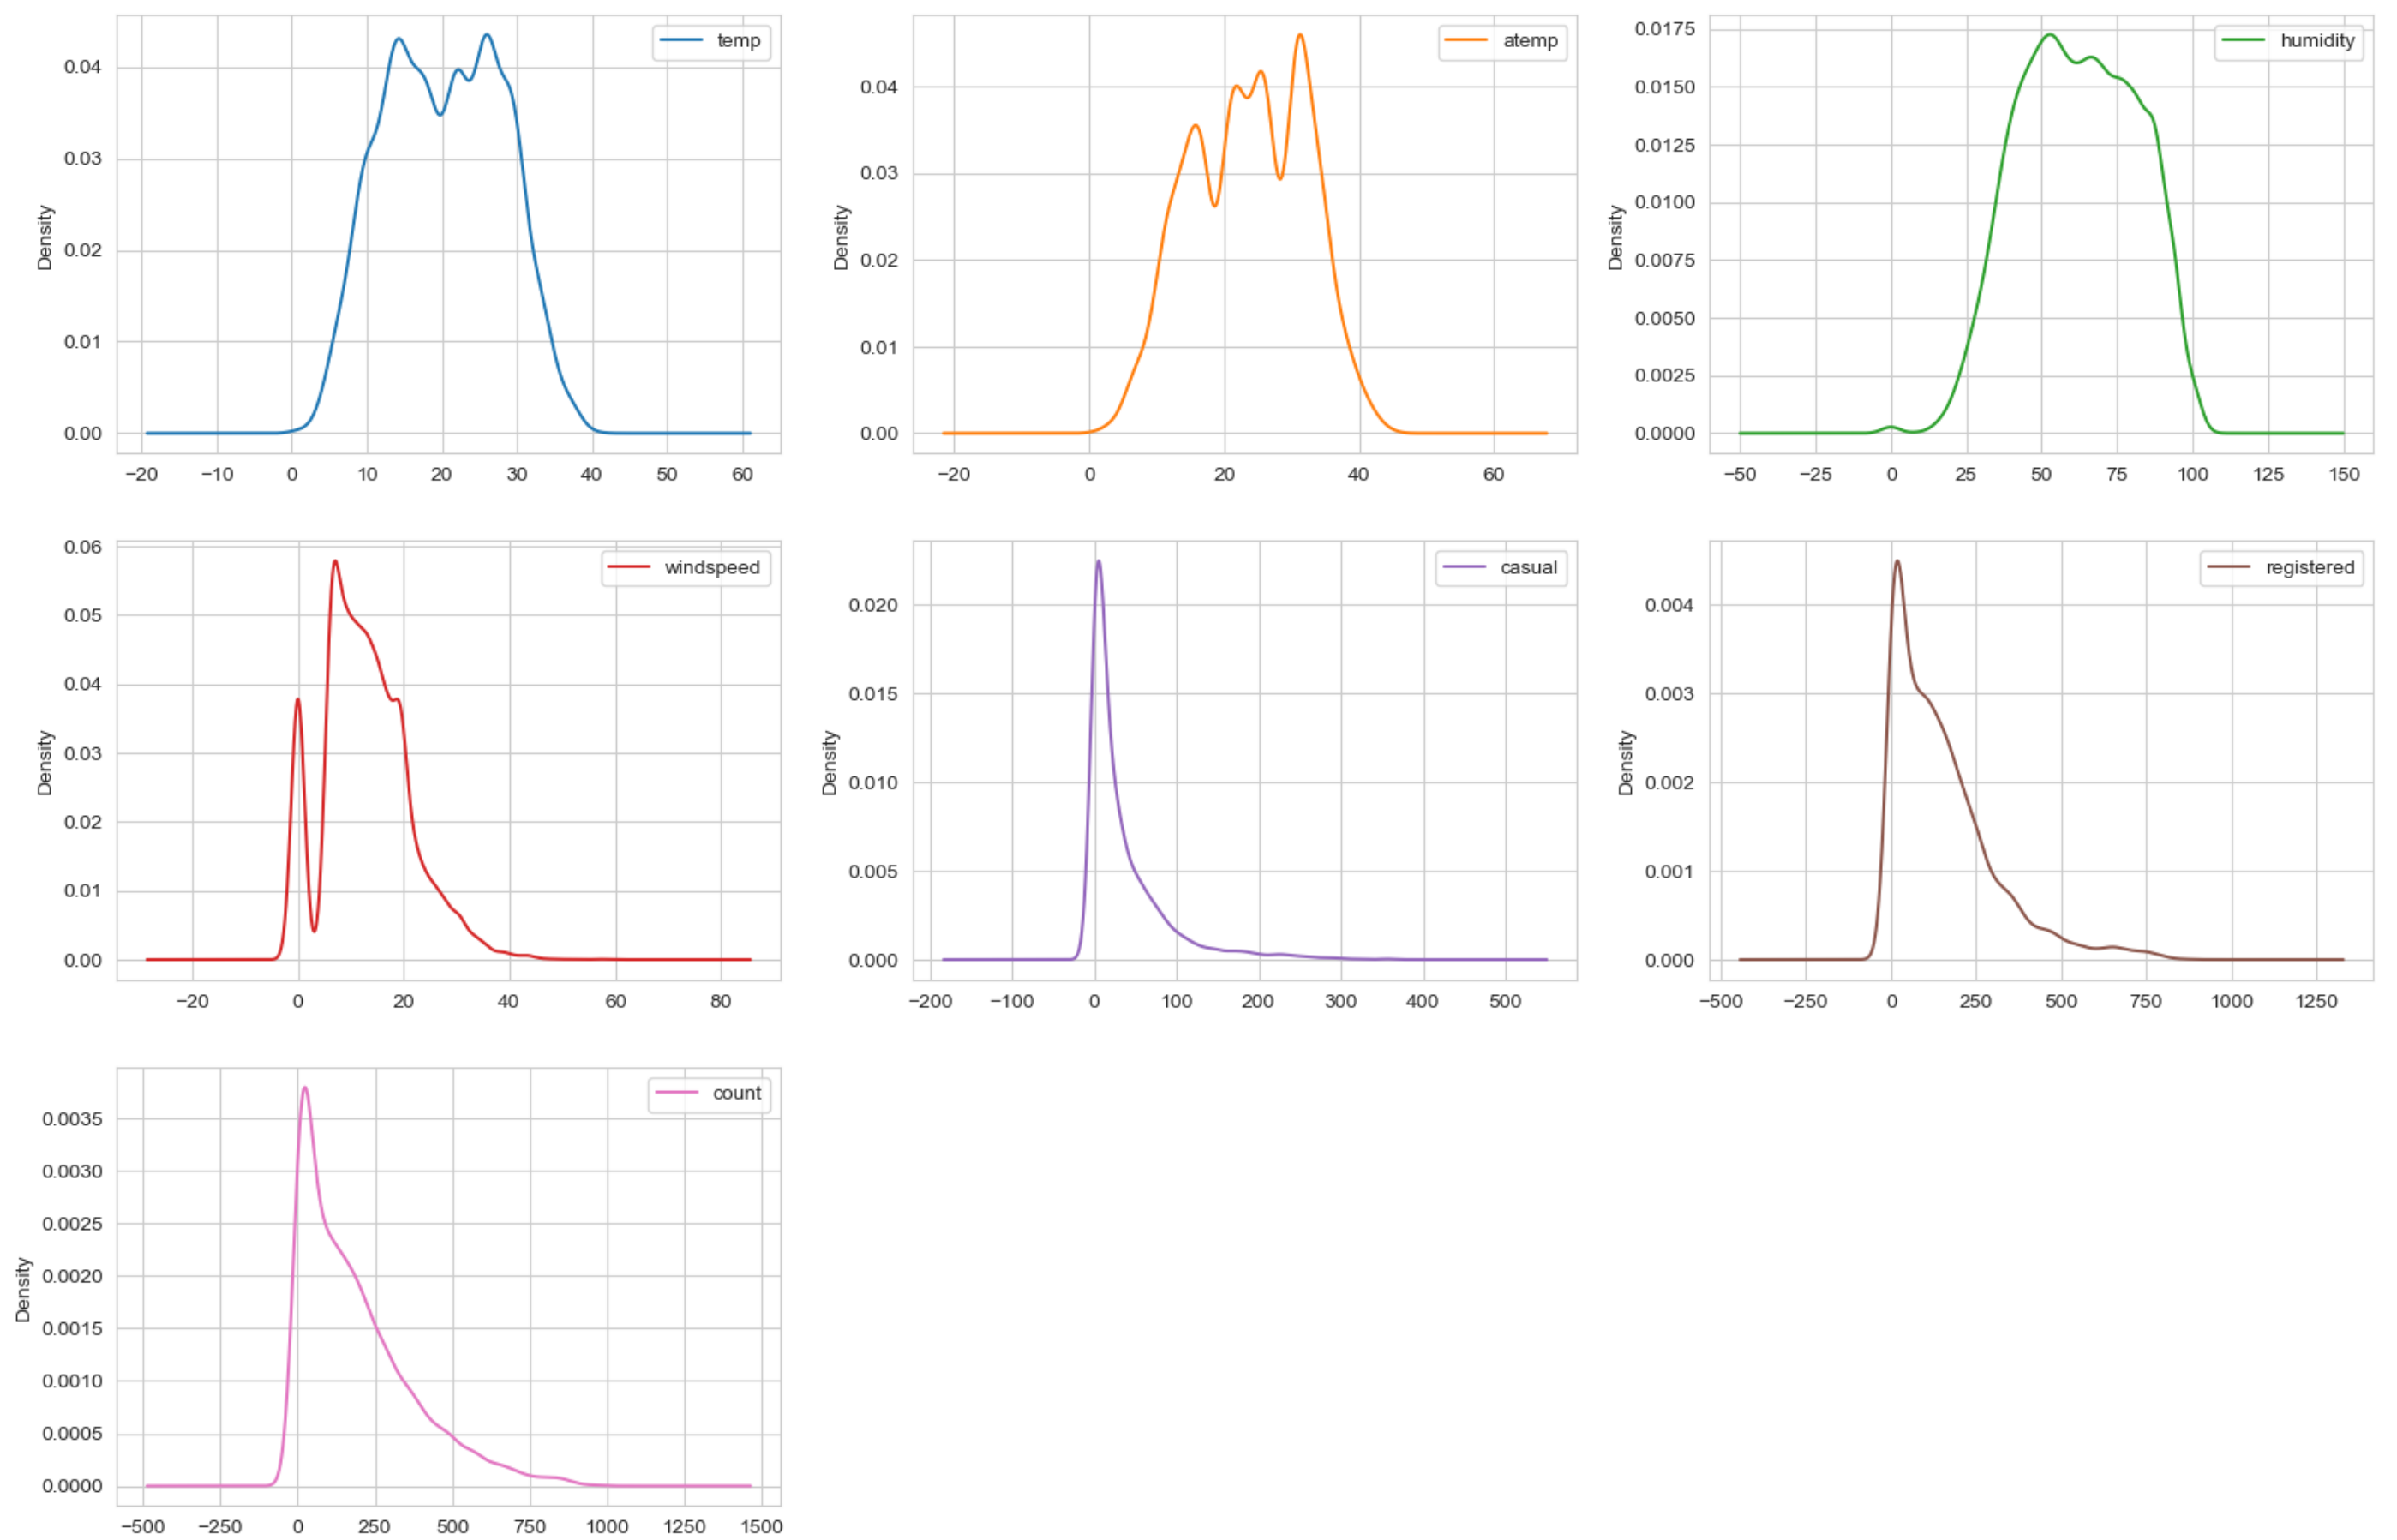 temp
0.04
0.03
0.02
0.01
0.00
Density
−20 −10 0 10 20 30 40 50 60
atemp
0.04
0.03
0.02
0.01
0.00
Density
−20 0 20 40 60
humidity
0.0175
0.0150
0.0125
0.0100
0.0075
0.0050
0.0025
0.0000
Density
−50 −25 0 25 50 75 100 125 150
windspeed
0.06
0.05
0.04
0.03
0.02
0.01
0.00
Density
−20 0 20 40 60 80
casual
0.020
0.015
0.010
0.005
0.000
Density
−200 −100 0 100 200 300 400 500
registered
0.004
0.003
0.002
0.001
0.000
Density
−500 −250 0 250 500 750 1000 1250
count
0.0035
0.0030
0.0025
0.0020
0.0015
0.0010
0.0005
0.0000
Density
−500 −250 0 250 500 750 1000 1250 1500